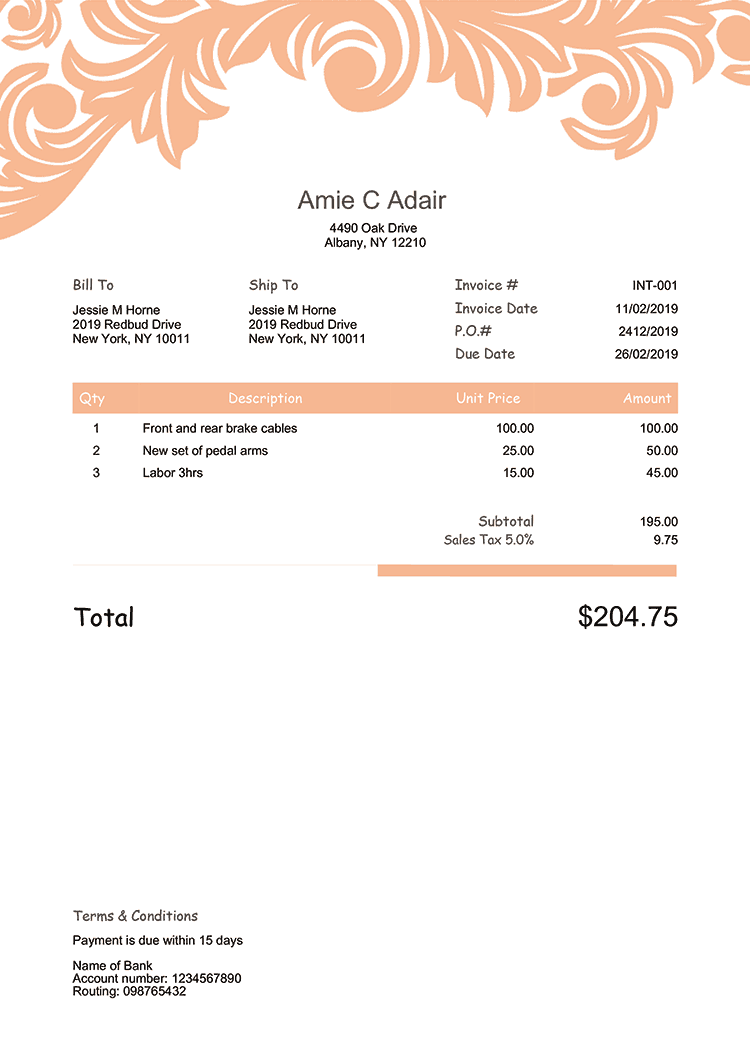 Amie C Adair
4490 Oak Drive
Albany, NY 12210
Bill To
Jessie M Horne
2019 Redbud Drive
New York, NY 10011
Ship To
Jessie M Horne
2019 Redbud Drive
New York, NY 10011
Invoice # INT-001
Invoice Date 11/02/2019
P.O.# 2412/2019
Due Date 26/02/2019
Qty Description Unit Price Amount
1 Front and rear brake cables 100.00 100.00
2 New set of pedal arms 25.00 50.00
3 Labor 3hrs 15.00 45.00
Subtotal 195.00
Sales Tax 5.0% 9.75
Total $204.75
Terms & Conditions
Payment is due within 15 days
Name of Bank
Account number: 1234567890
Routing: 098765432